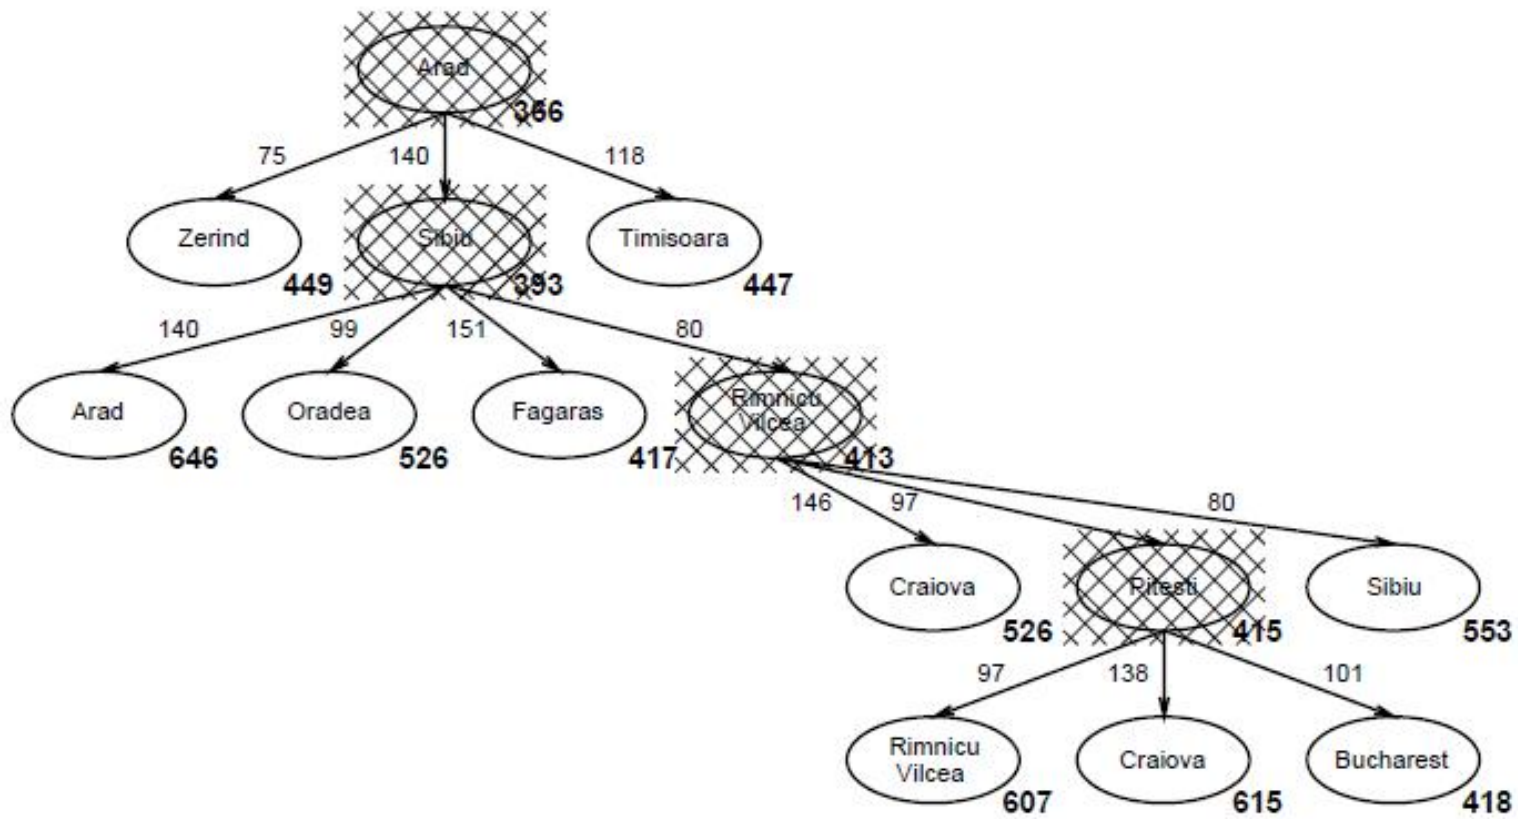 Arad
366
75
140
118
Zerind
449
Sibiu
393
Timisoara
447
140
99
151
80
Arad
646
Oradea
526
Fagaras
417
Rimnicu
Vilcea
413
146
97
80
Craiova
526
Pitesti
415
Sibiu
553
97
138
101
Rimnicu
Vilcea
607
Craiova
615
Bucharest
418